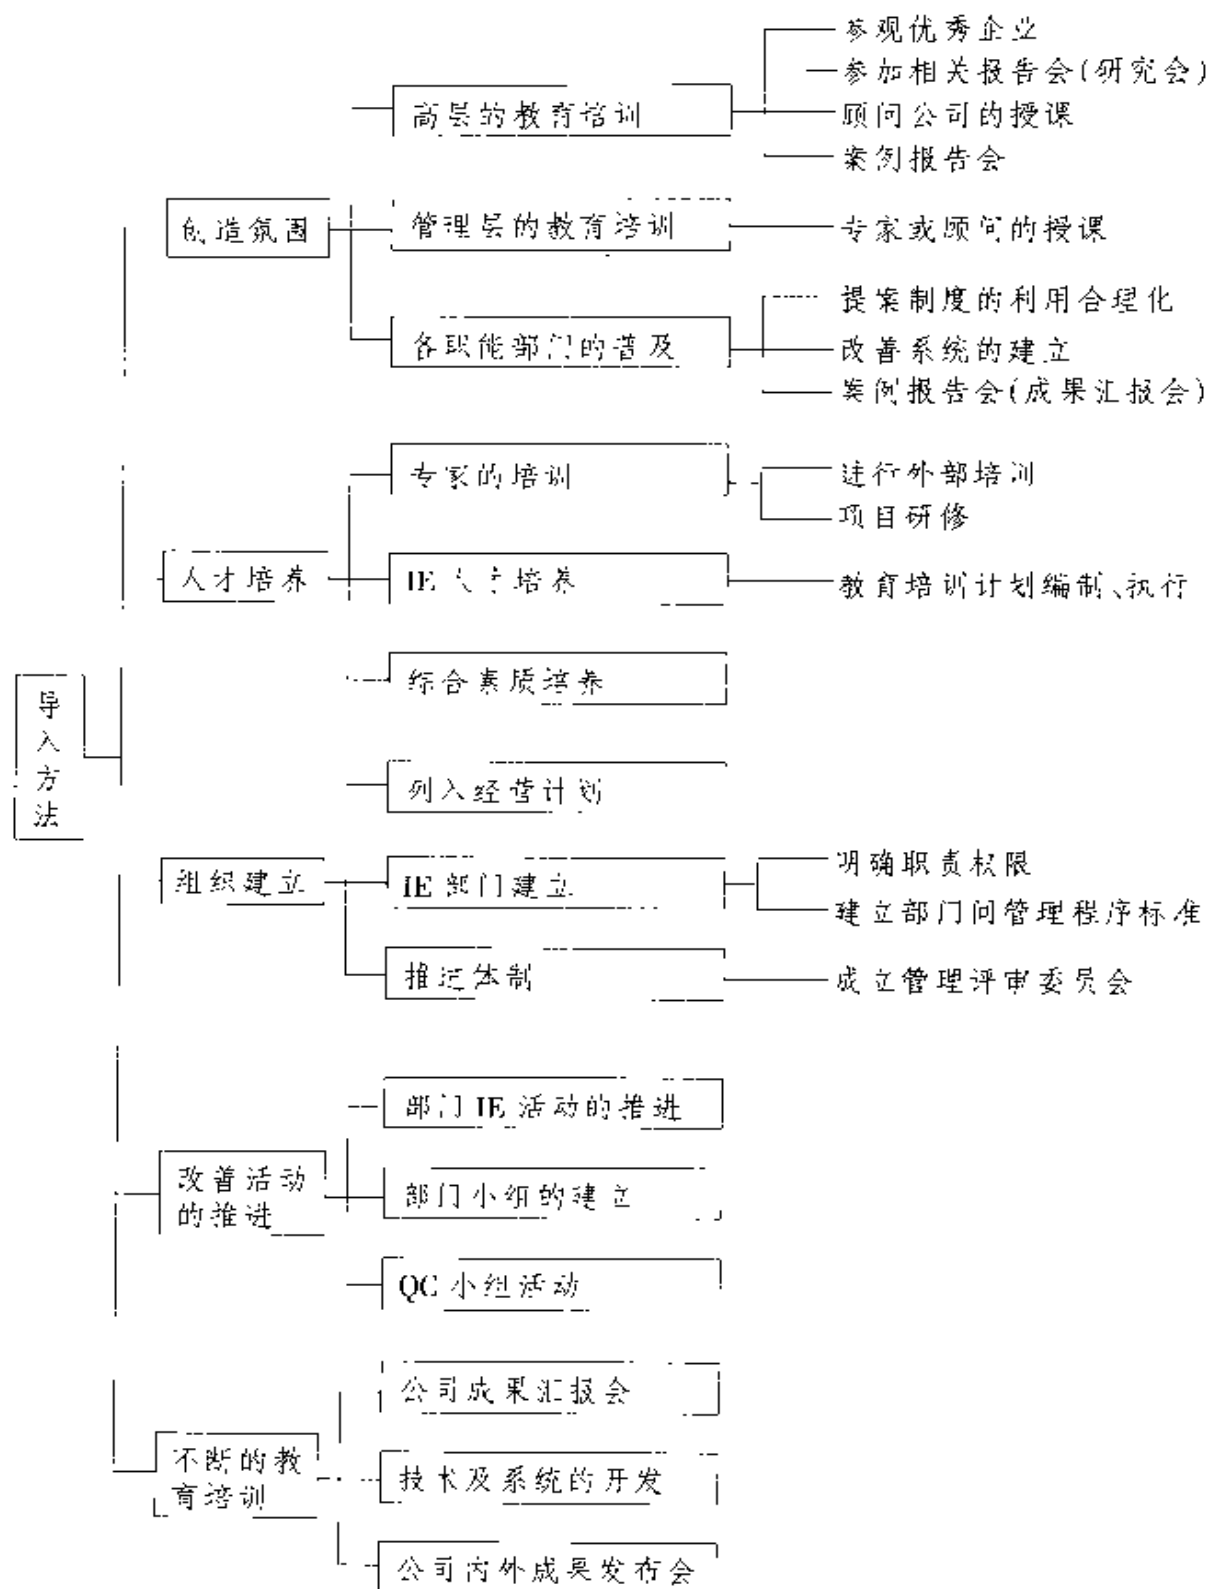 参观优秀企业
参加相关报告会(研究会)
高层的教育培训
顾问公司的授课
案例报告会
创造氛围
管理层的教育培训
专家或顾问的授课
提案制度的利用合理化
各职能部门的普及
改善系统的建立
案例报告会(成果汇报会)
专家的培训
进行外部培训
项目研修
人才培养
IE 人才培养
教育培训计划编制、执行
综合素质培养
导
入
方
法
列入经营计划
组织建立
IE 部门建立
明确职责权限
建立部门间管理程序标准
推进体制
成立管理评审委员会
部门 IE 活动的推进
改善活动
的推进
部门小组的建立
QC 小组活动
公司成果汇报会
不断的教
育培训
技术及系统的开发
公司内外成果发布会